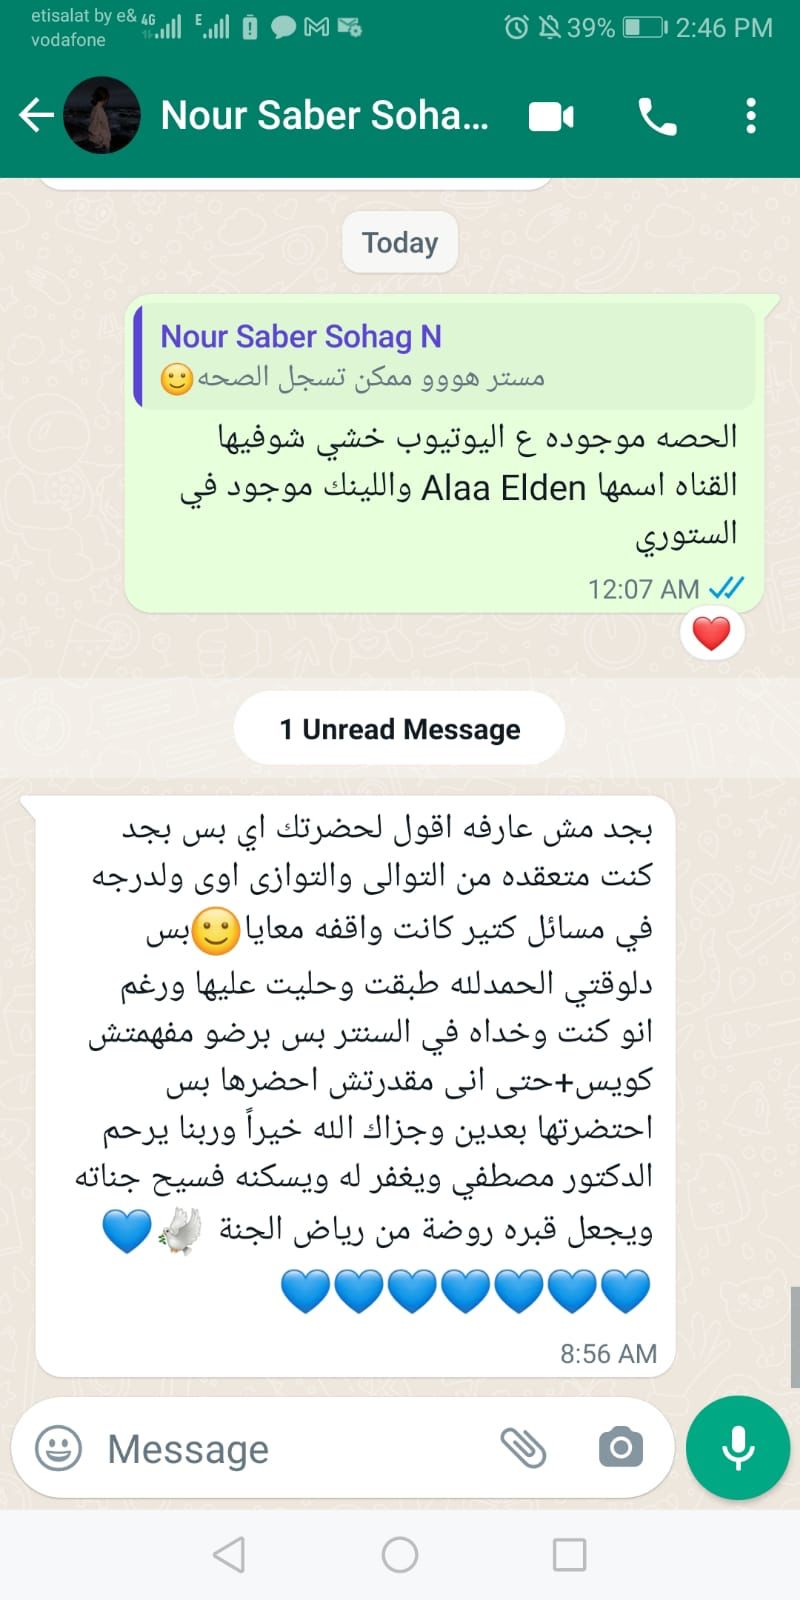 etisalat by e&
vodafone
4G
E
39%
2:46 PM
Nour Saber Soha...
Today
Nour Saber Sohag N
مستر هووو ممكن تسجل الصحه🙂
الحصه موجوده ع اليوتيوب خشي شوفيها
القناه اسمها Alaa Elden واللينك موجود في
الستوري
12:07 AM
❤️
1 Unread Message
بجد مش عارفه اقول لحضرتك اي بس بجد
كنت متعقده من التوالى والتوازى اوى ولدرجه
في مسائل كتير كانت واقفه معايا🙂بس
دلوقتي الحمدلله طبقت وحليت عليها ورغم
انو كنت وخداه في السنتر بس برضو مفهمتش
كويس+حتى انى مقدرتش احضرها بس
احتضرتها بعدين وجزاك الله خيراً وربنا يرحم
الدكتور مصطفي ويغفر له ويسكنه فسيح جناته
ويجعل قبره روضة من رياض الجنة 🕊️💙
💙💙💙💙💙💙💙
8:56 AM
Message